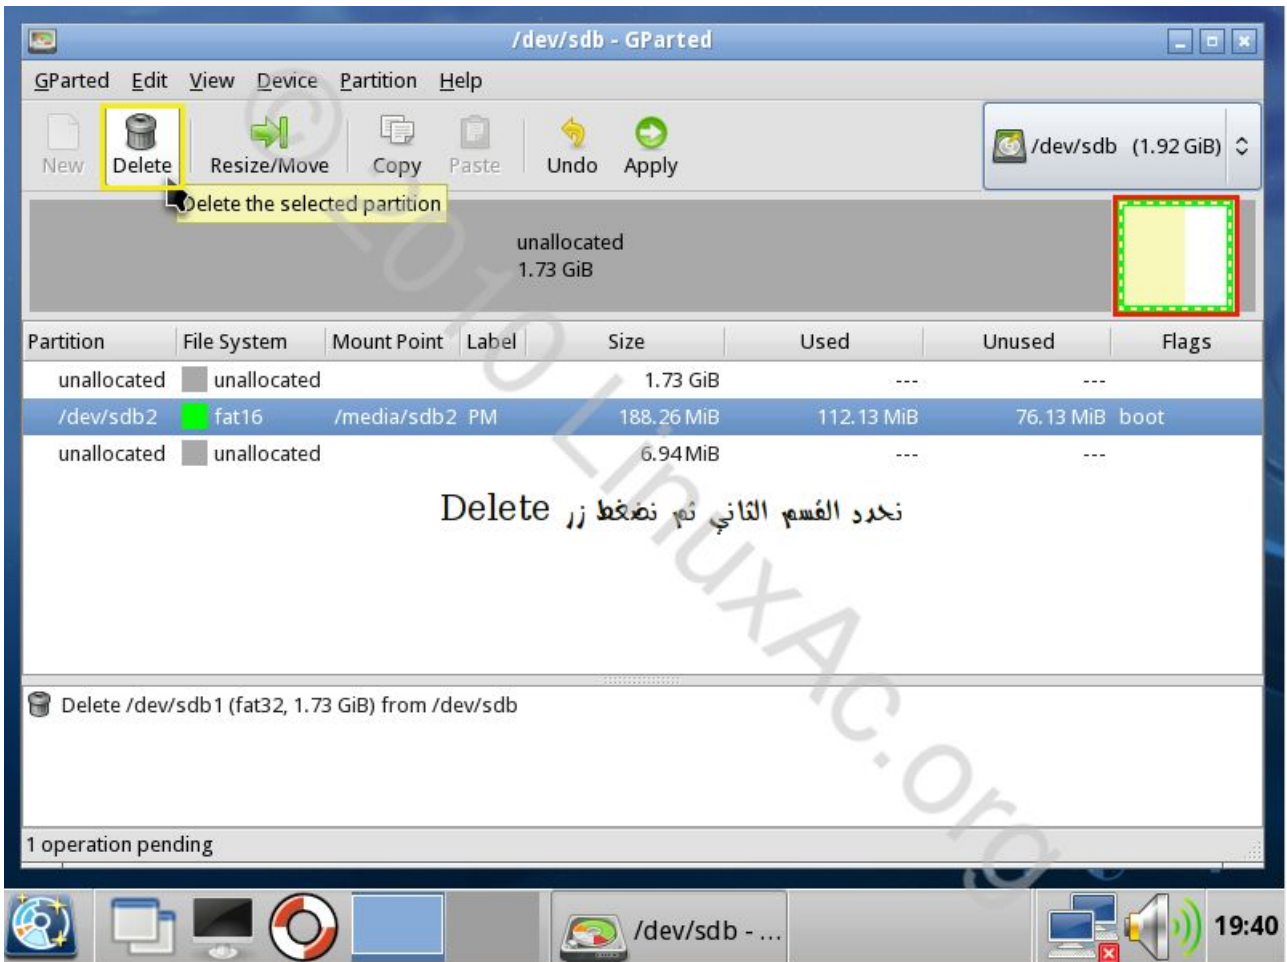 /dev/sdb - GParted
GParted Edit View Device Partition Help
New Delete Resize/Move Copy Paste Undo Apply /dev/sdb (1.92 GiB)
Delete the selected partition
unallocated
1.73 GiB
Partition File System Mount Point Label Size Used Unused Flags
unallocated unallocated 1.73 GiB --- ---
/dev/sdb2 fat16 /media/sdb2 PM 188.26 MiB 112.13 MiB 76.13 MiB boot
unallocated unallocated 6.94 MiB --- ---
نحدد القسم الثاني ثم نضغط زر Delete
Delete /dev/sdb1 (fat32, 1.73 GiB) from /dev/sdb
1 operation pending
/dev/sdb - ...
19:40
© 2010 LinuxAc.org